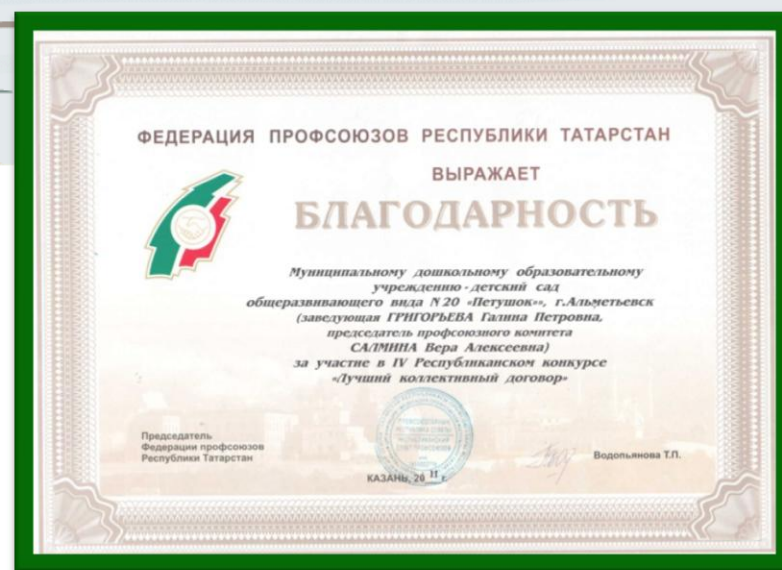 ФЕДЕРАЦИЯ ПРОФСОЮЗОВ РЕСПУБЛИКИ ТАТАРСТАН
ВЫРАЖАЕТ
БЛАГОДАРНОСТЬ
Муниципальному дошкольному образовательному
учреждению - детский сад
общеразвивающего вида N 20 «Петушок»», г.Альметьевск
(заведующая ГРИГОРЬЕВА Галина Петровна,
председатель профсоюзного комитета
САЛМИНА Вера Алексеевна)
за участие в IV Республиканском конкурсе
«Лучший коллективный договор»
Председатель
Федерации профсоюзов
Республики Татарстан
Водопьянова Т.П.
КАЗАНЬ, 20 11 г.